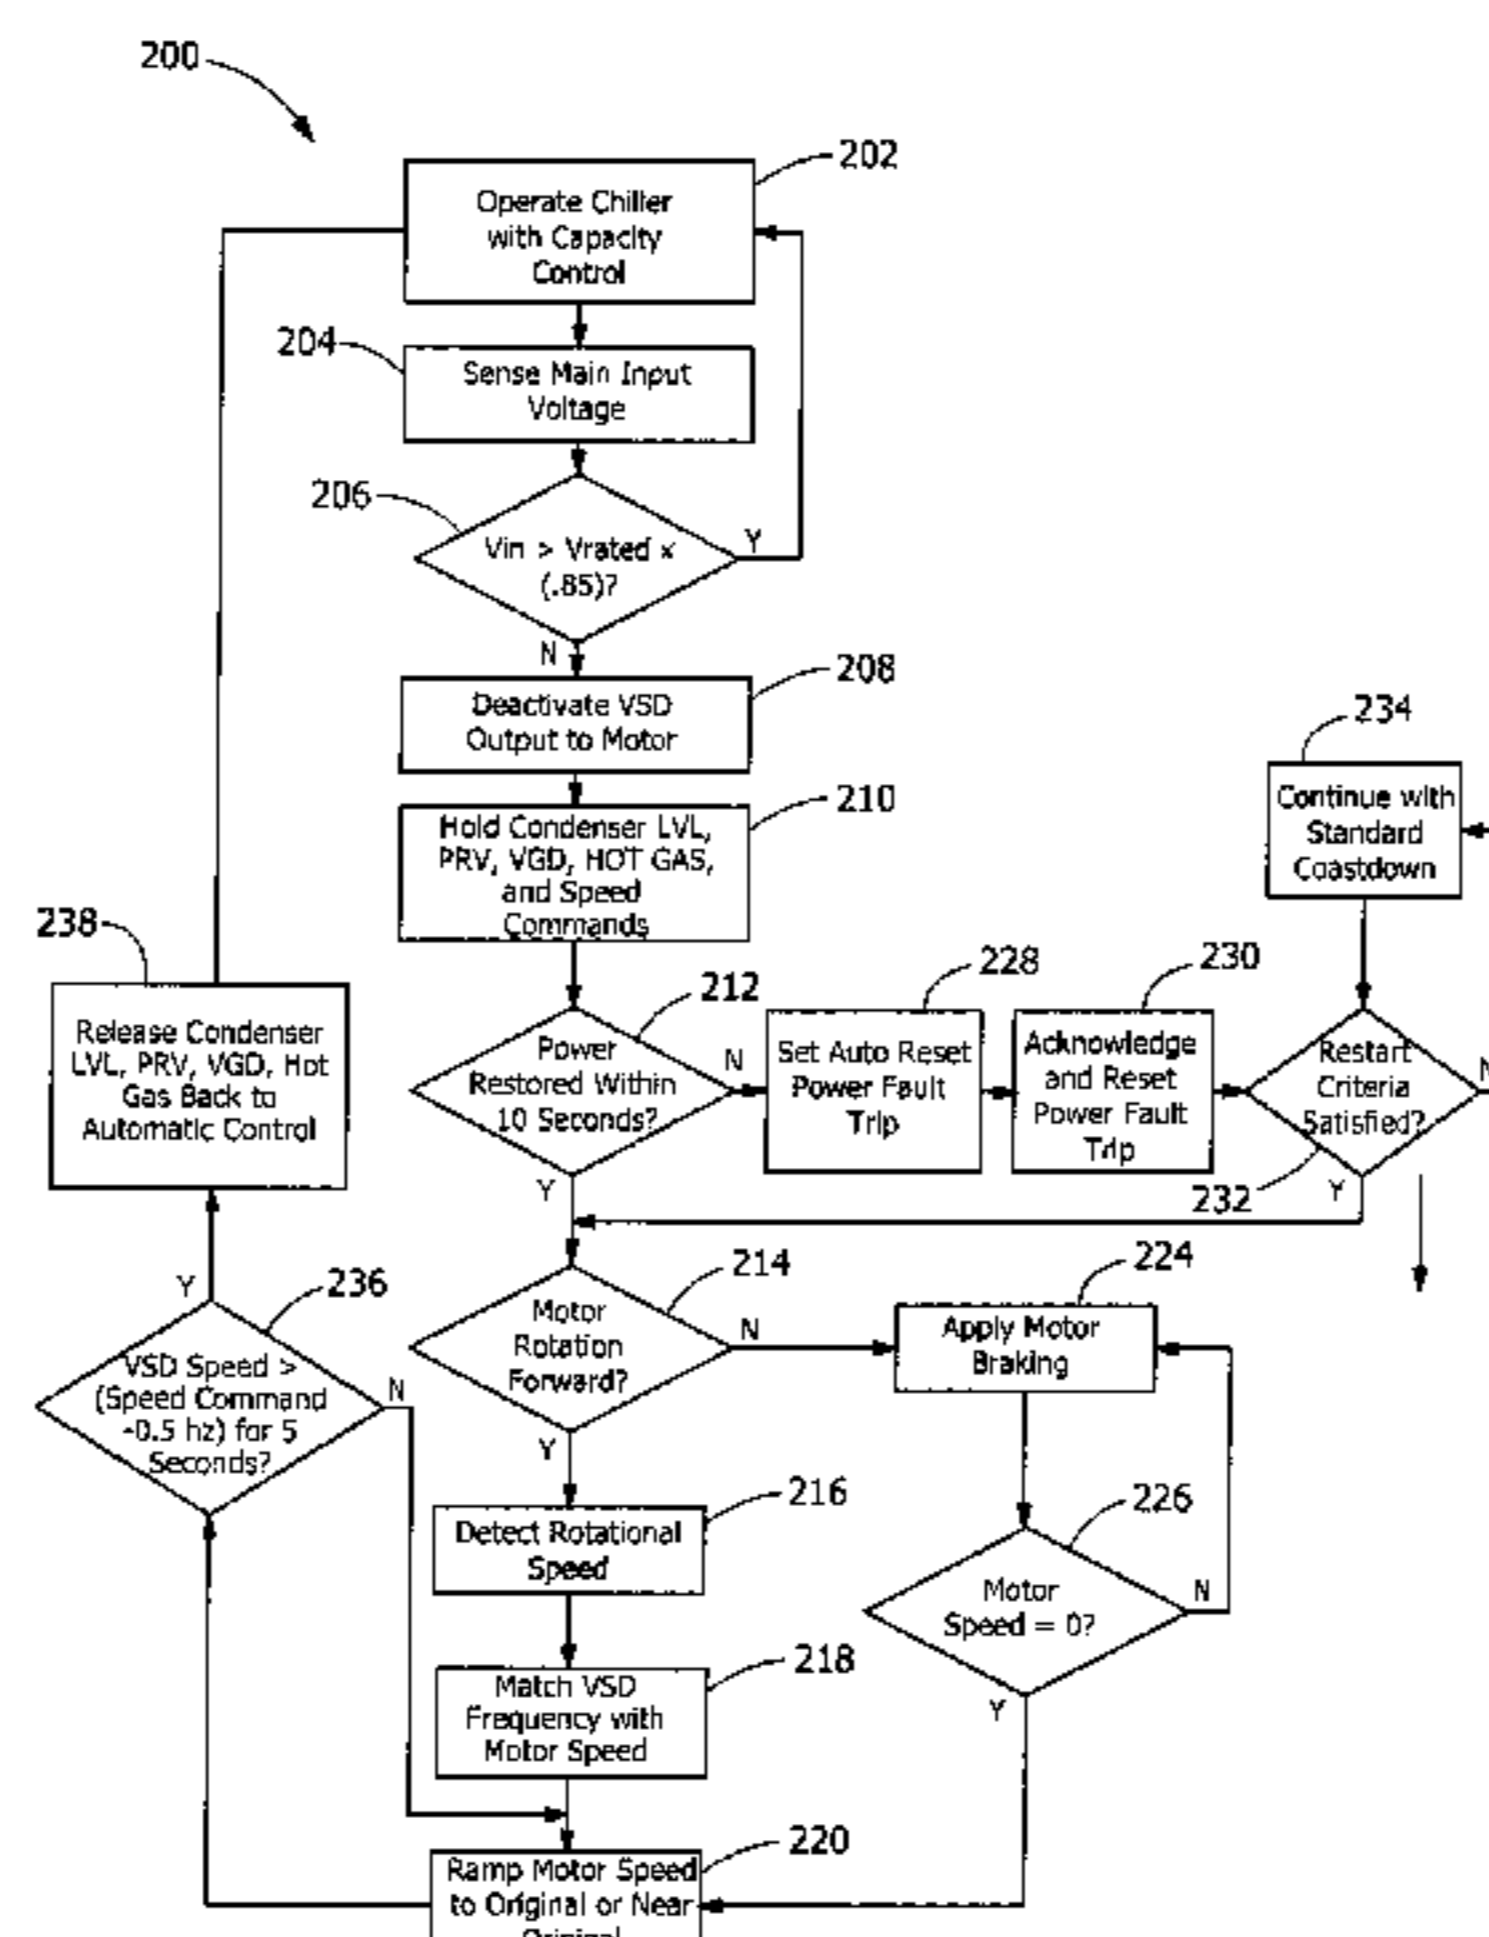 200
202
Operate Chiller
with Capacity
Control
204
Sense Main Input
Voltage
206
Vin > Vrated x
(.85)?
Y
N
208
Deactivate VSD
Output to Motor
210
Hold Condenser LVL,
PRV, VGD, HOT GAS,
and Speed
Commands
234
Continue with
Standard
Coastdown
238
Release Condenser
LVL, PRV, VGD, Hot
Gas Back to
Automatic Control
212
Power
Restored Within
10 Seconds?
N
Y
228
Set Auto Reset
Power Fault
Trip
230
Acknowledge
and Reset
Power Fault
Trip
Restart
Criteria
Satisfied?
232
N
Y
214
Motor
Rotation
Forward?
N
Y
224
Apply Motor
Braking
236
Y
VSD Speed >
(Speed Command
-0.5 hz) for 5
Seconds?
N
216
Detect Rotational
Speed
226
Motor
Speed = 0?
N
Y
218
Match VSD
Frequency with
Motor Speed
220
Ramp Motor Speed
to Original or Near
Original